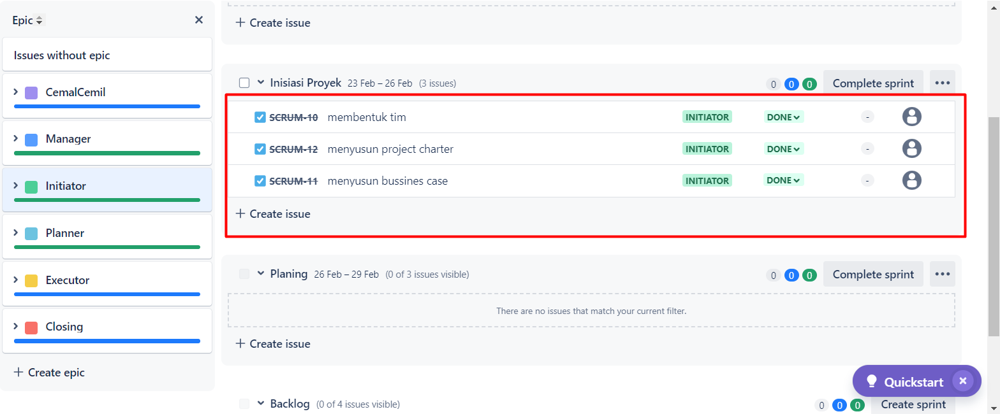 Epic
Issues without epic
CemalCemil
Manager
Initiator
Planner
Executor
Closing
+ Create epic
+ Create issue
Inisiasi Proyek 23 Feb – 26 Feb (3 issues) 0 0 0 Complete sprint •••
SCRUM-10 membentuk tim INITIATOR DONE -
SCRUM-12 menyusun project charter INITIATOR DONE -
SCRUM-11 menyusun bussines case INITIATOR DONE -
+ Create issue
Planing 26 Feb – 29 Feb (0 of 3 issues visible) 0 0 0 Complete sprint •••
There are no issues that match your current filter.
+ Create issue
Quickstart
Backlog (0 of 4 issues visible) 0 0 0 Create sprint